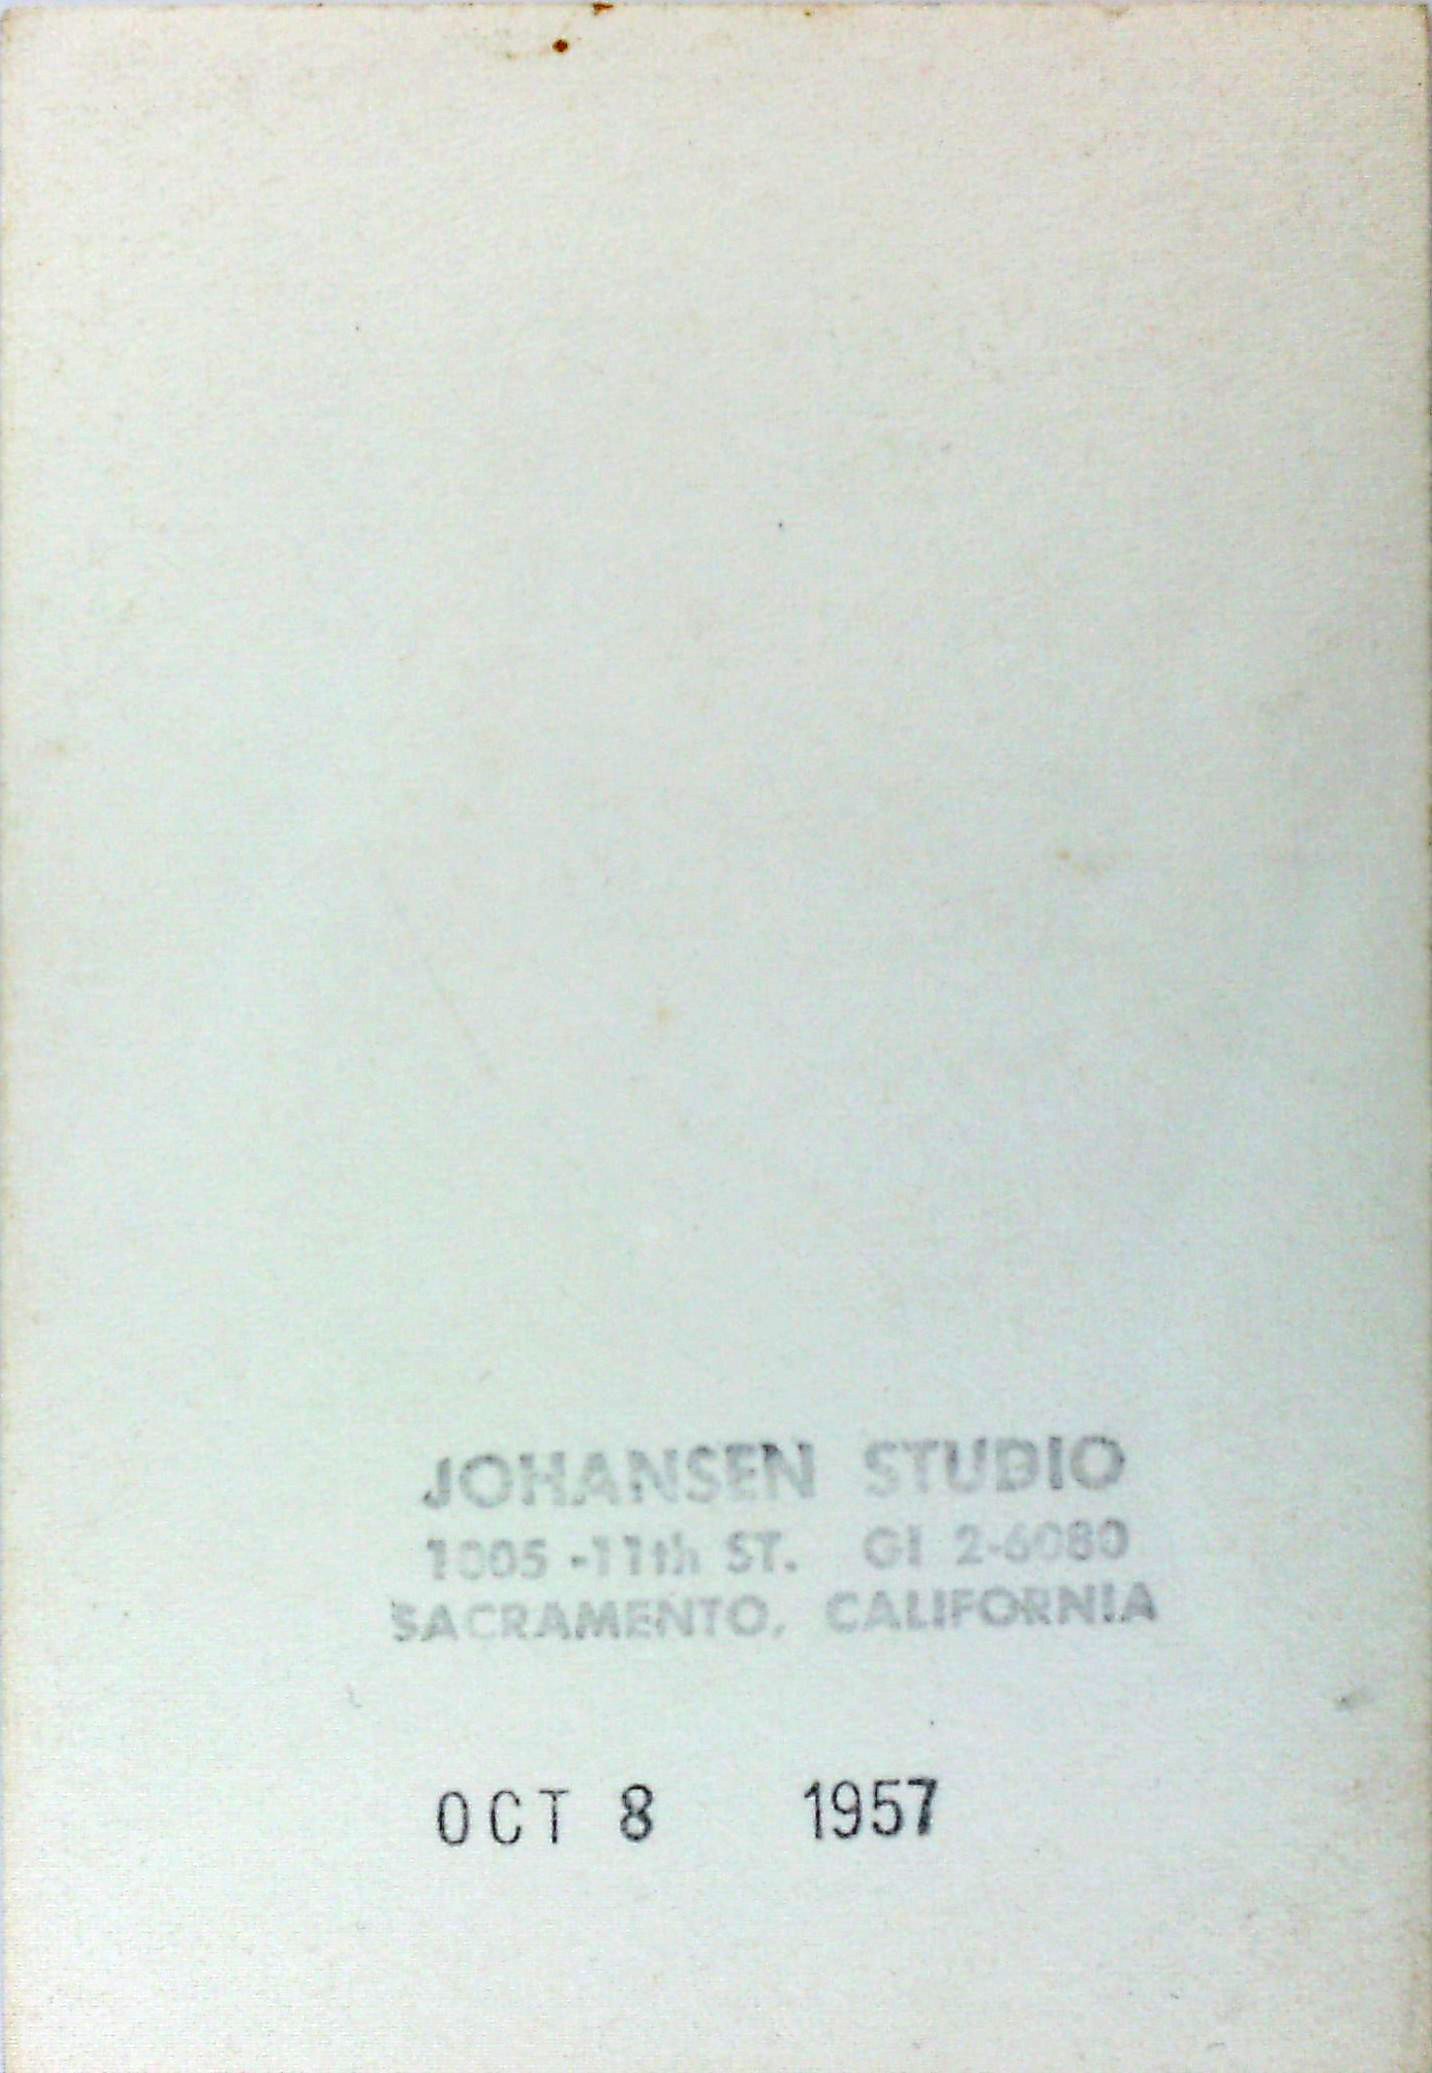 JOHANSEN STUDIO
1005 -11th ST. GI 2-6080
SACRAMENTO, CALIFORNIA
OCT 8 1957